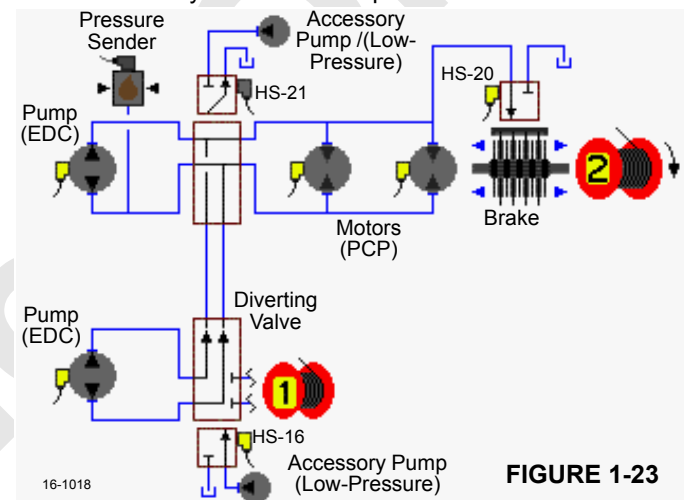 Pressure
Sender
Accessory
Pump /(Low-
Pressure)
HS-21
HS-20
Pump
(EDC)
2
Brake
Motors
(PCP)
Diverting
Valve
Pump
(EDC)
1
HS-16
Accessory Pump
(Low-Pressure)
16-1018
FIGURE 1-23